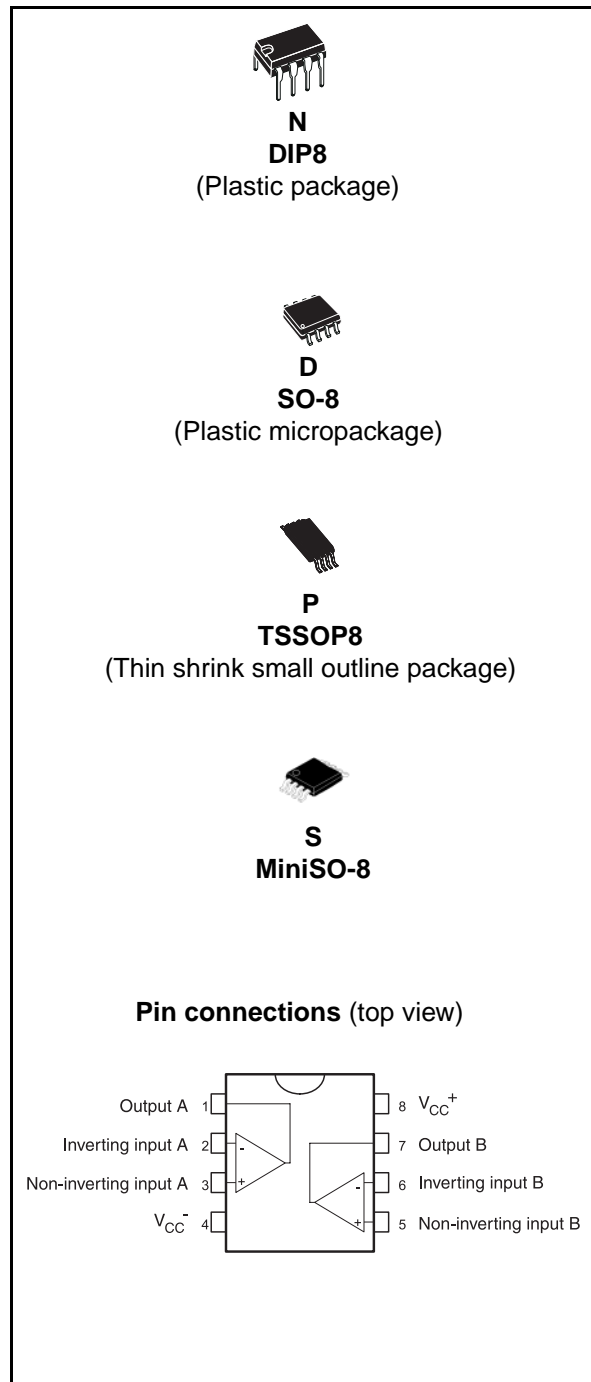 N
DIP8
(Plastic package)
D
SO-8
(Plastic micropackage)
P
TSSOP8
(Thin shrink small outline package)
S
MiniSO-8
Pin connections (top view)
Output A 1
8 VCC+
Inverting input A 2
-
7 Output B
Non-inverting input A 3
+
-
6 Inverting input B
VCC- 4
+
5 Non-inverting input B